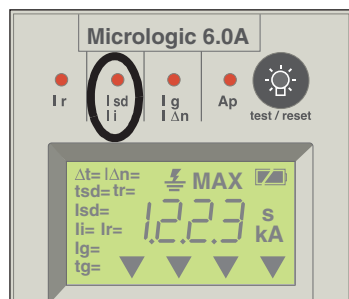 Micrologic 6.0A
Ir Isd Ig Ap
Ii IΔn
test / reset
Δt= IΔn=
tsd= tr=
MAX
Isd=
Ii= Ir=
1.2.2.3 s
kA
Ig=
tg=